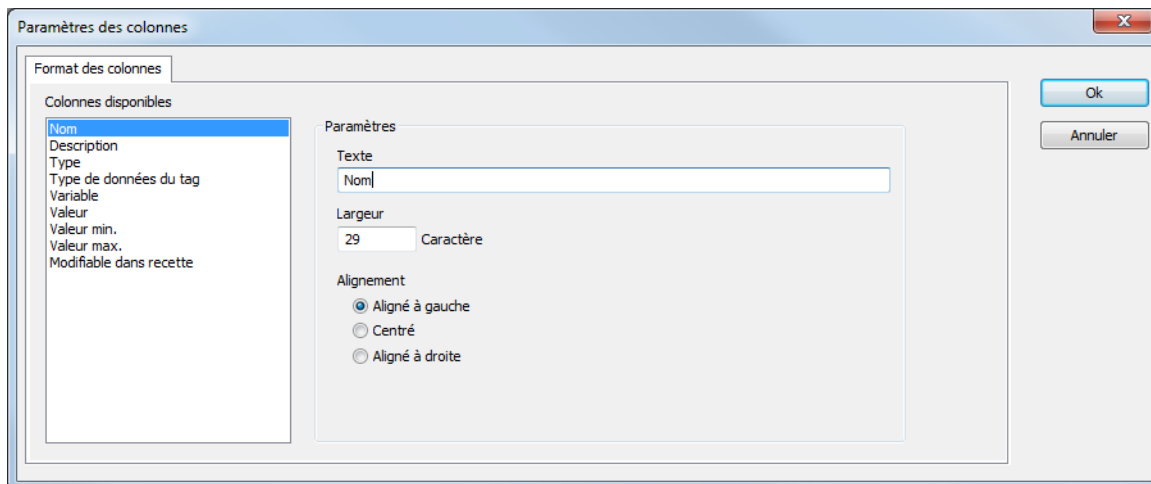 Paramètres des colonnes
Format des colonnes
Colonnes disponibles
Nom
Description
Type
Type de données du tag
Variable
Valeur
Valeur min.
Valeur max.
Modifiable dans recette
Paramètres
Texte
Nom
Largeur
29 Caractère
Alignement
Aligné à gauche
Centré
Aligné à droite
Ok
Annuler